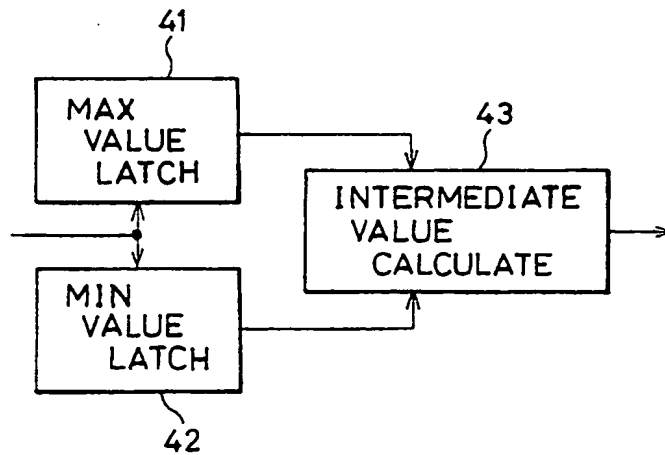 41
MAX
VALUE
LATCH
43
INTERMEDIATE
VALUE
CALCULATE
MIN
VALUE
LATCH
42